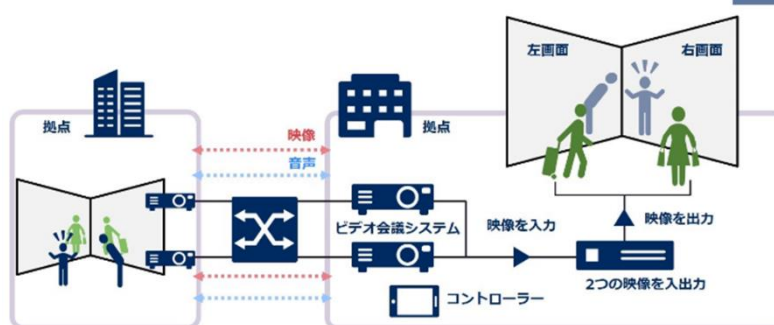 左画面
右画面
拠点
映像
拠点
音声
ビデオ会議システム
映像を入力
映像を出力
2つの映像を入出力
コントローラー